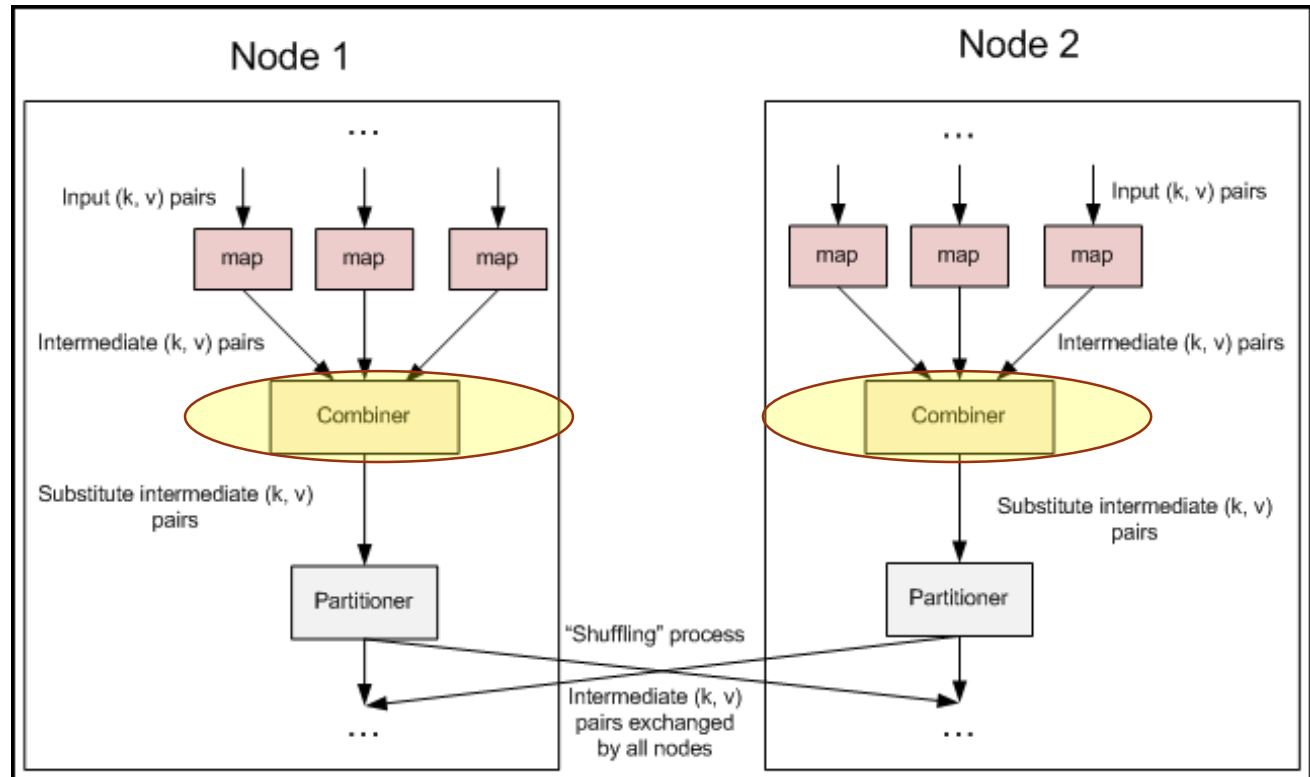 Node 1
Node 2
...
...
Input (k, v) pairs
Input (k, v) pairs
map
map
map
map
map
map
Intermediate (k, v) pairs
Intermediate (k, v) pairs
Combiner
Combiner
Substitute intermediate (k, v)
pairs
Substitute intermediate (k, v)
pairs
Partitioner
Partitioner
“Shuffling” process
Intermediate (k, v)
pairs exchanged
by all nodes
...
...